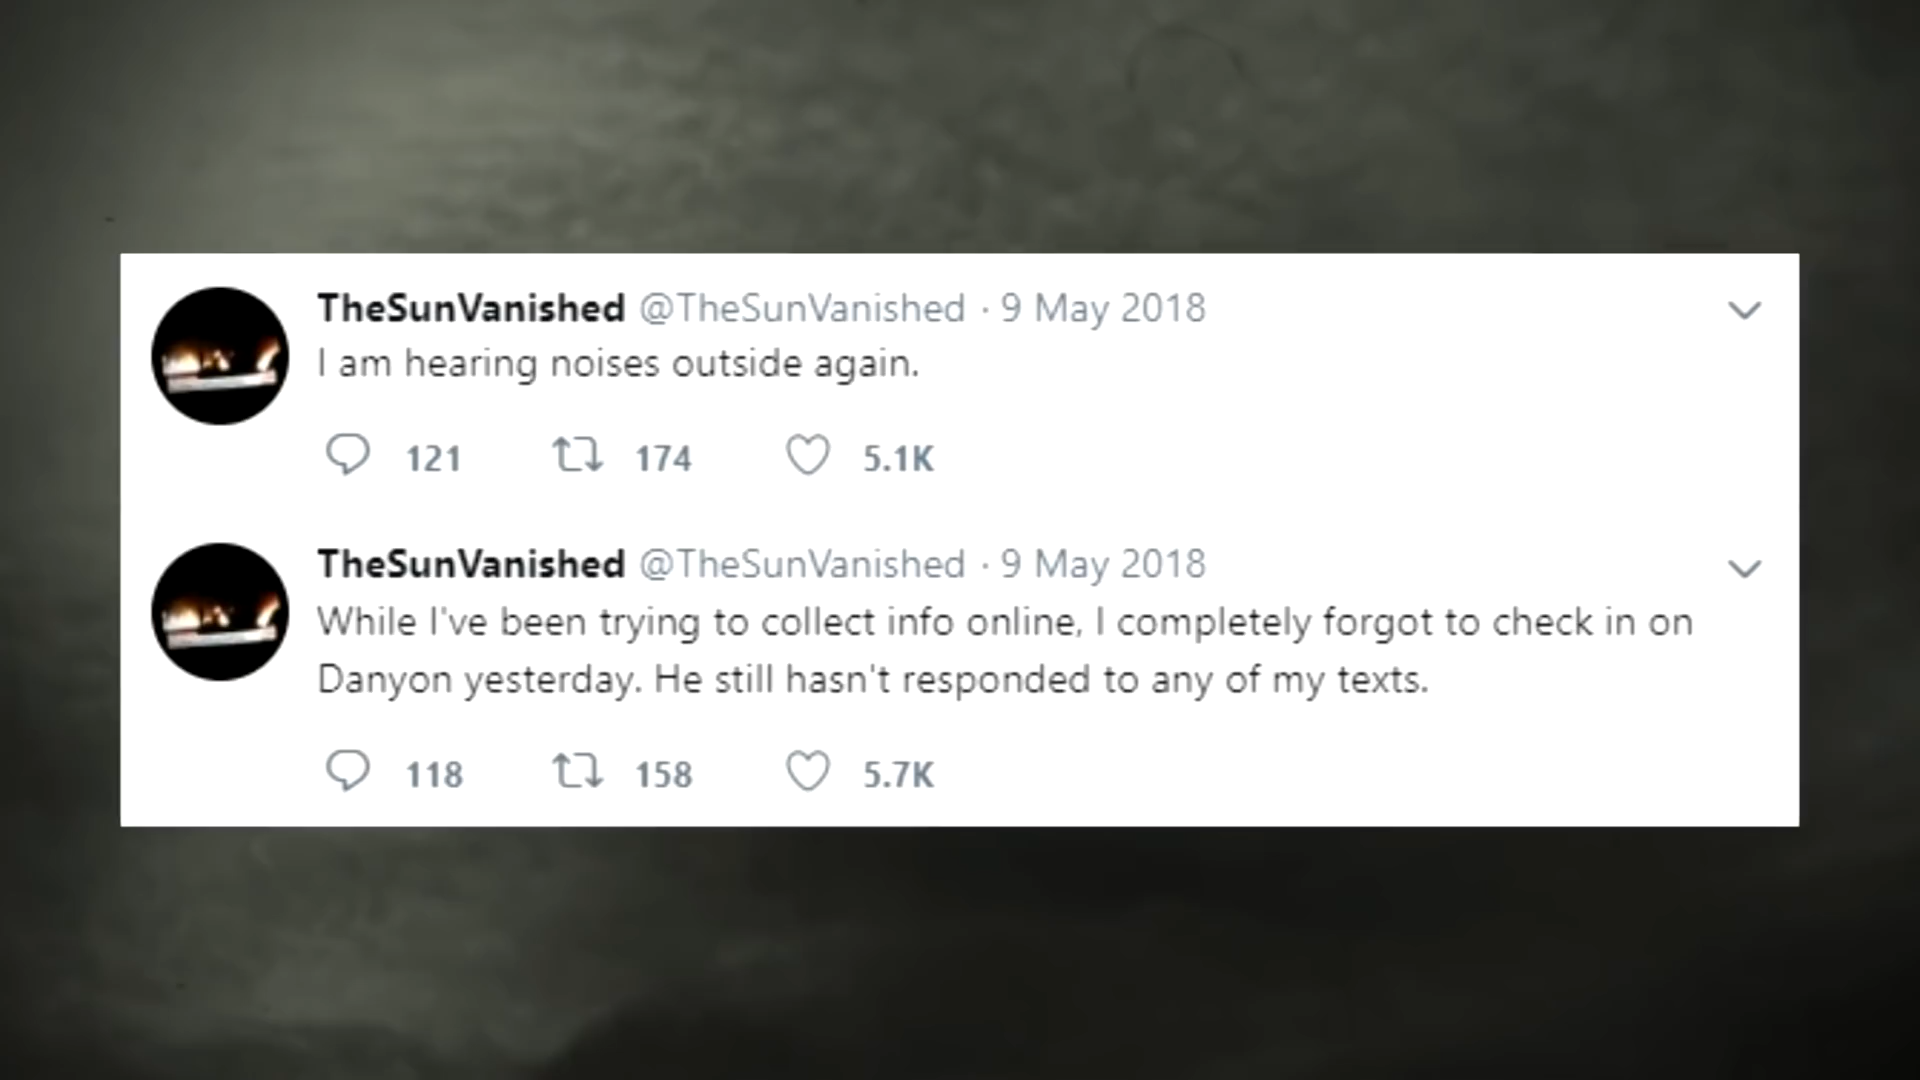 TheSunVanished @TheSunVanished · 9 May 2018
I am hearing noises outside again.
121 174 5.1K
TheSunVanished @TheSunVanished · 9 May 2018
While I've been trying to collect info online, I completely forgot to check in on
Danyon yesterday. He still hasn't responded to any of my texts.
118 158 5.7K